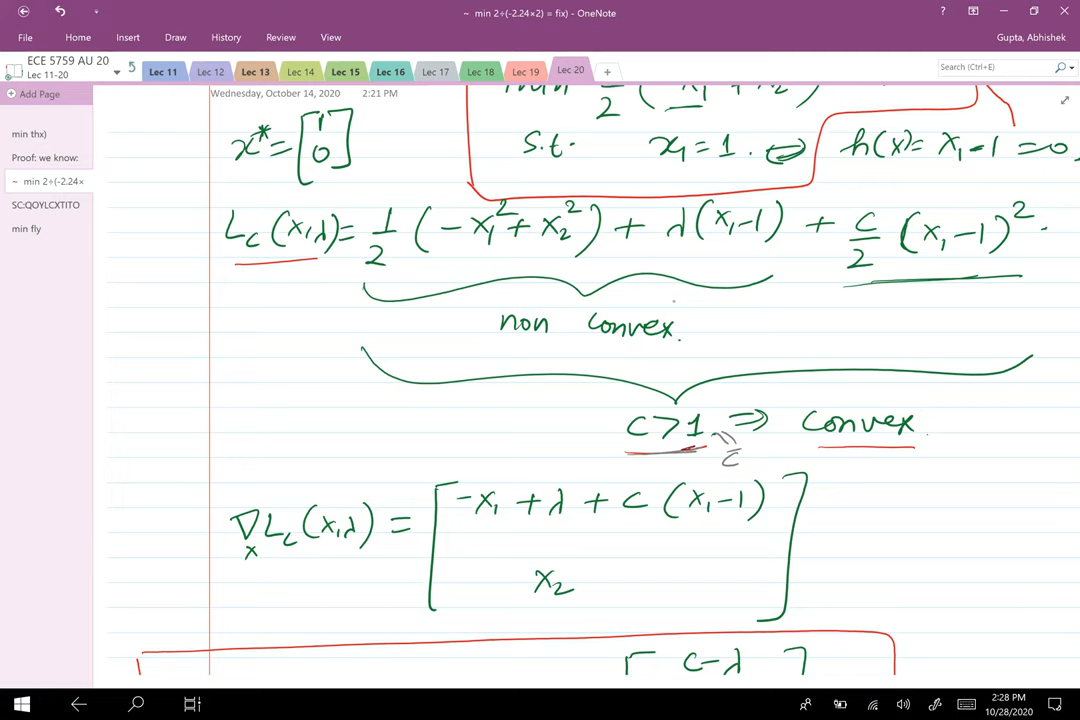 ~ min 2÷(-2.24×2) = fix) - OneNote
?
File Home Insert Draw History Review View
Gupta, Abhishek
ECE 5759 AU 20
Lec 11-20
Lec 11 Lec 12 Lec 13 Lec 14 Lec 15 Lec 16 Lec 17 Lec 18 Lec 19 Lec 20 +
Search (Ctrl+E)
Add Page
Wednesday, October 14, 2020 2:21 PM
min thx)
Proof: we know:
~ min 2÷(-2.24×
SC:QOYLCXTITO
min fly
x* = [1 0]
s.t. x₁ = 1. ⇔ h(x) = x₁ - 1 = 0.
L_c(x,λ) = 1/2 (-x₁² + x₂²) + λ(x₁-1) + c/2 (x₁-1)².
non convex.
c > 1 ⇒ convex.
c
∇ₓL_c(x,λ) = [-x₁ + λ + c(x₁-1)
x₂]
[c-λ]
2:28 PM
10/28/2020